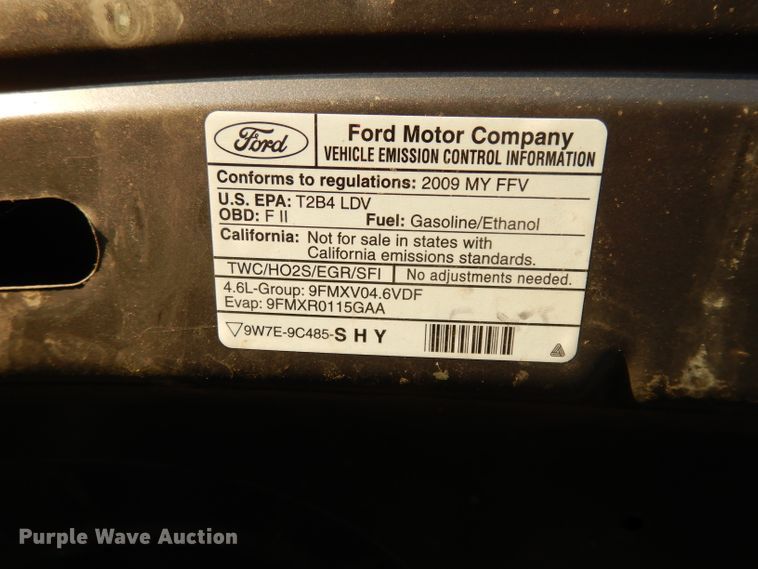 Ford
Ford Motor Company
VEHICLE EMISSION CONTROL INFORMATION
Conforms to regulations: 2009 MY FFV
U.S. EPA: T2B4 LDV
OBD: F II Fuel: Gasoline/Ethanol
California: Not for sale in states with
California emissions standards.
TWC/HO2S/EGR/SFI No adjustments needed.
4.6L-Group: 9FMXV04.6VDF
Evap: 9FMXR0115GAA
9W7E-9C485-S H Y
Purple Wave Auction